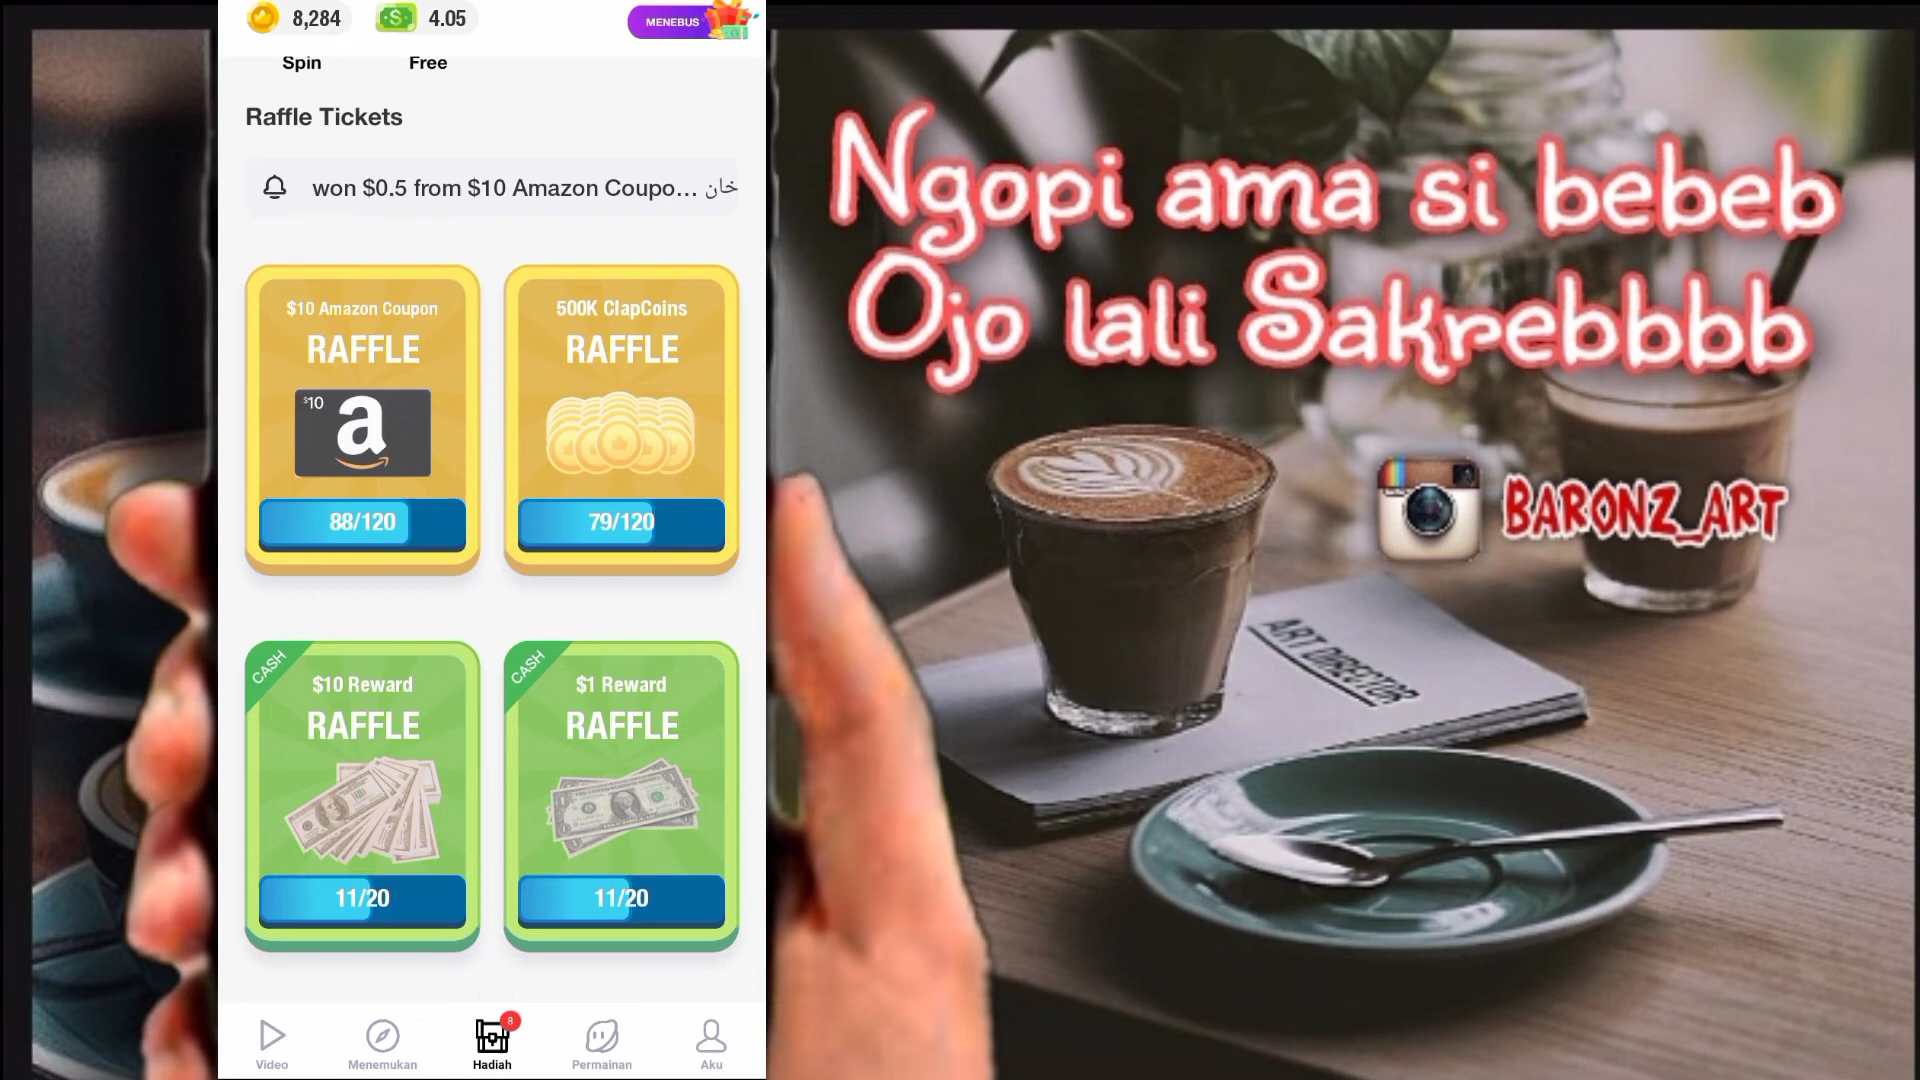 8,284
4.05
MENEBUS
Spin
Free
Raffle Tickets
won $0.5 from $10 Amazon Coupo... خان
$10 Amazon Coupon
RAFFLE
$10
a
88/120
500K ClapCoins
RAFFLE
79/120
CASH
$10 Reward
RAFFLE
11/20
CASH
$1 Reward
RAFFLE
11/20
Video
Menemukan
8
Hadiah
Permainan
Aku
Ngopi ama si bebeb
Ojo lali Sakrebbbb
BARONZ_ART
ART DIRECTOR